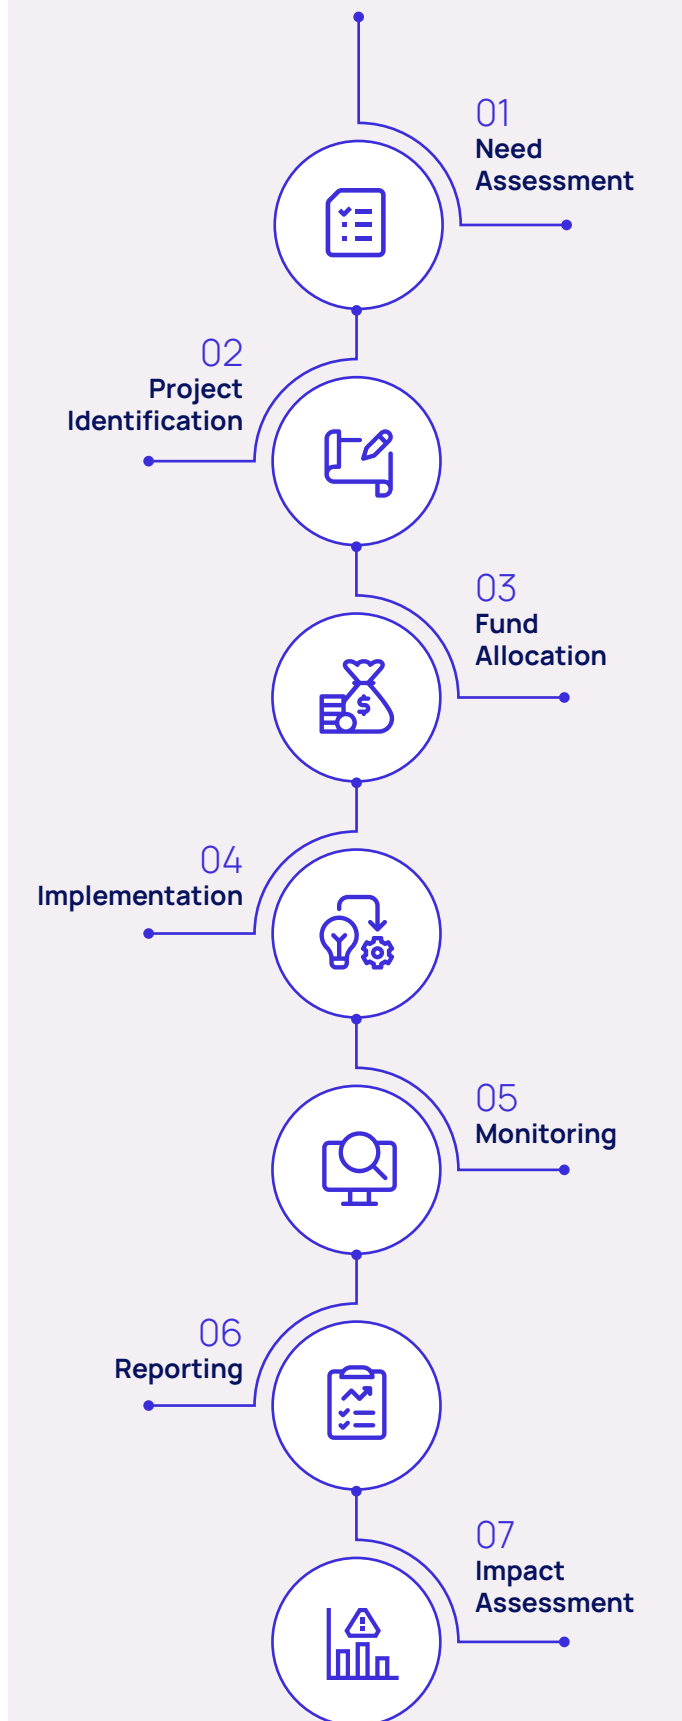 01
Need
Assessment
02
Project
Identification
03
Fund
Allocation
$
04
Implementation
05
Monitoring
06
Reporting
07
Impact
Assessment